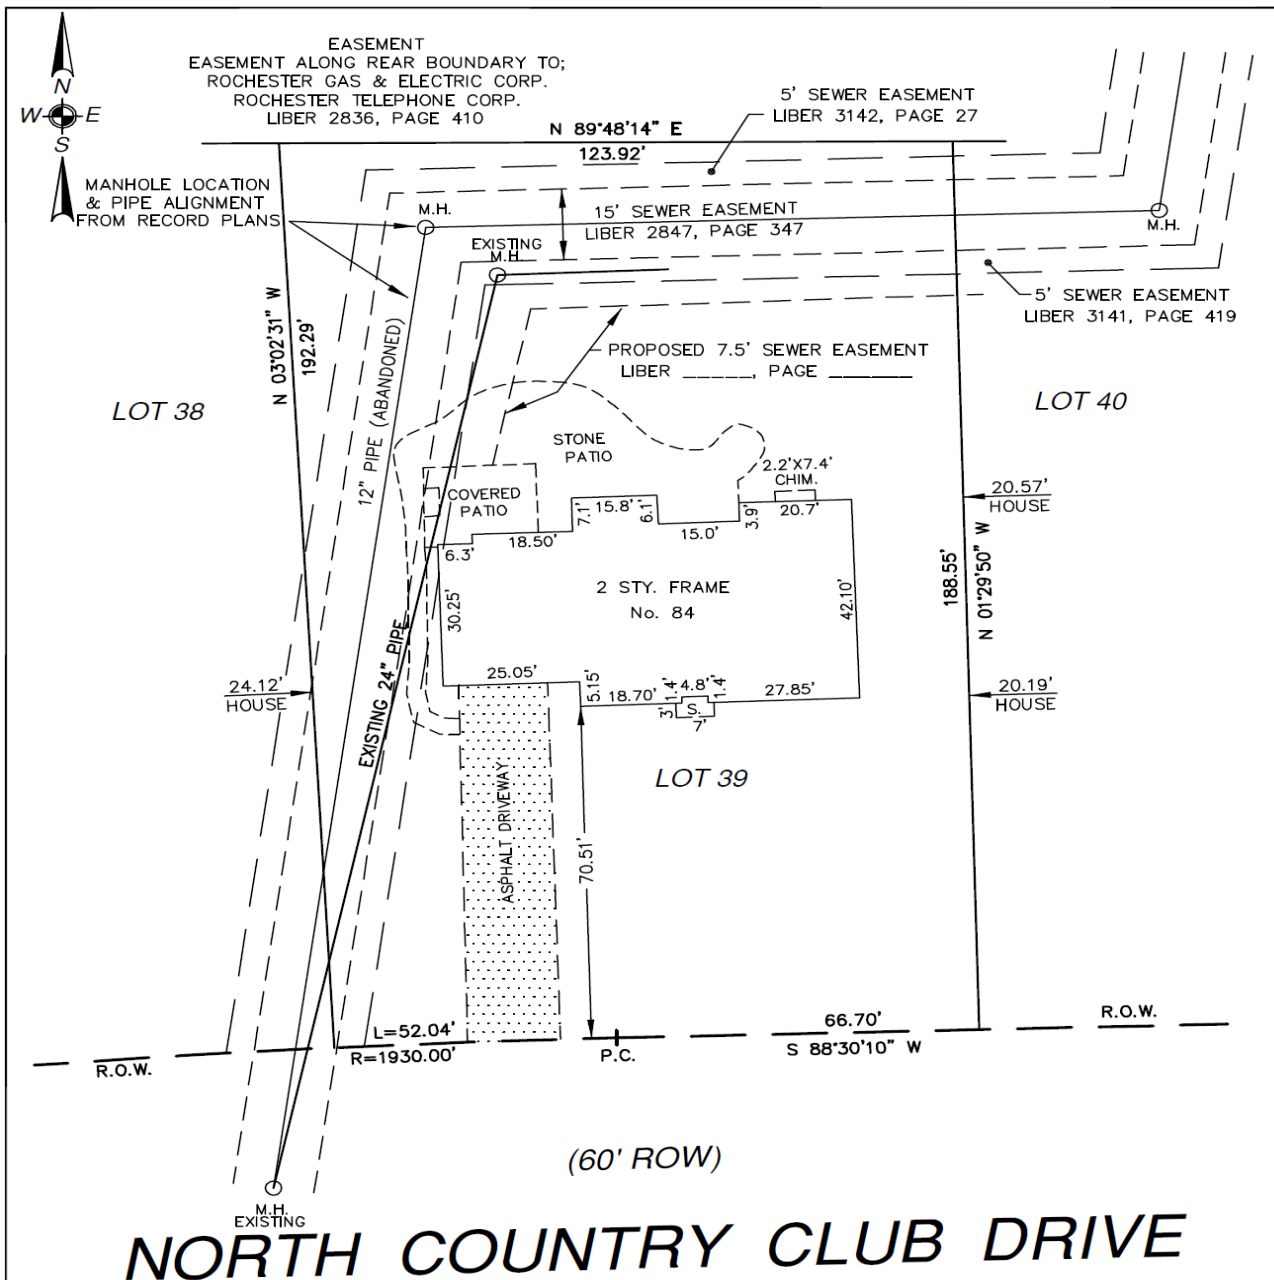 EASEMENT
EASEMENT ALONG REAR BOUNDARY TO;
ROCHESTER GAS & ELECTRIC CORP.
ROCHESTER TELEPHONE CORP.
LIBER 2836, PAGE 410
N
W E
S
5' SEWER EASEMENT
LIBER 3142, PAGE 27
N 89°48'14" E
123.92'
MANHOLE LOCATION
& PIPE ALIGNMENT
FROM RECORD PLANS
M.H.
15' SEWER EASEMENT
LIBER 2847, PAGE 347
M.H.
EXISTING
M.H.
5' SEWER EASEMENT
LIBER 3141, PAGE 419
N 03°02'31" W
192.29'
12" PIPE (ABANDONED)
PROPOSED 7.5' SEWER EASEMENT
LIBER _____, PAGE ______
LOT 38
LOT 40
STONE
PATIO
2.2'X7.4'
CHIM.
COVERED
PATIO
7.1'
15.8'
6.1'
15.0'
3.9'
20.7'
20.57'
HOUSE
6.3'
18.50'
2 STY. FRAME
No. 84
30.25'
42.10'
188.55'
N 01°29'50" W
EXISTING 24" PIPE
24.12'
HOUSE
25.05'
5.15'
18.70'
1.4'
4.8'
1.4'
27.85'
3'
S.
7'
20.19'
HOUSE
LOT 39
ASPHALT DRIVEWAY
70.51'
L=52.04'
R=1930.00'
66.70'
S 88°30'10" W
R.O.W.
R.O.W.
P.C.
(60' ROW)
M.H.
EXISTING
NORTH COUNTRY CLUB DRIVE